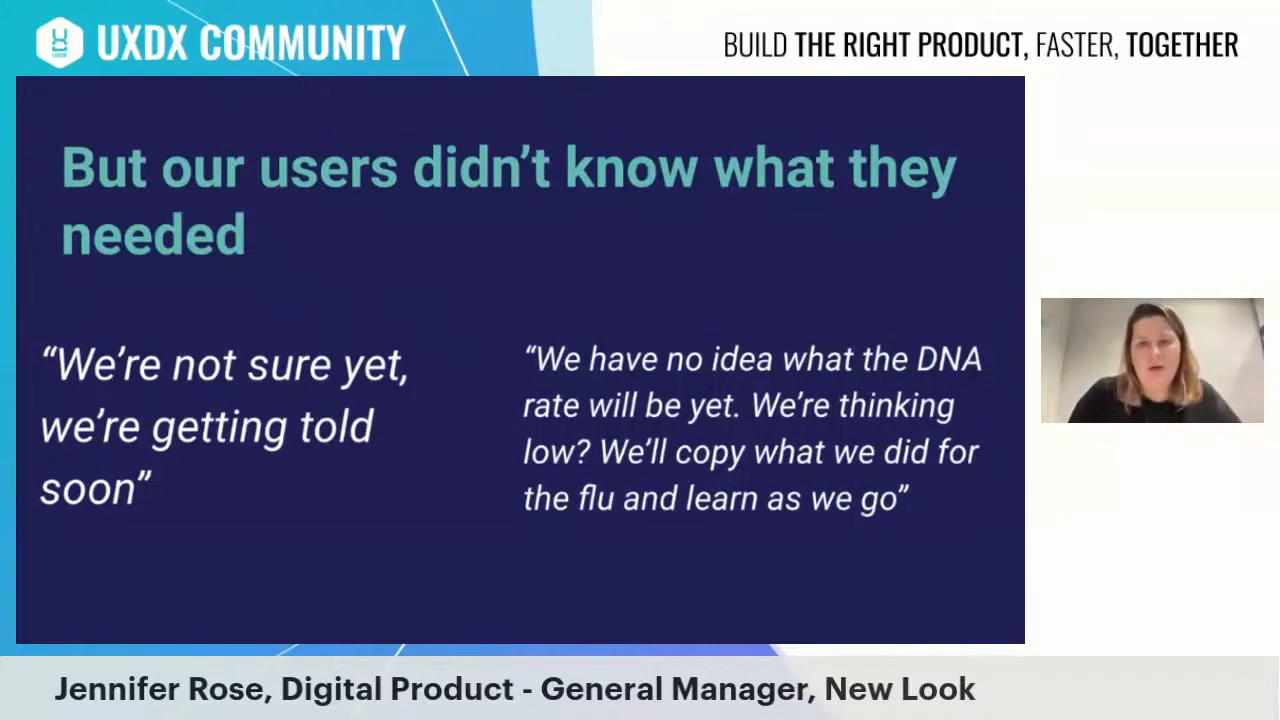 UXDX COMMUNITY
BUILD THE RIGHT PRODUCT, FASTER, TOGETHER
But our users didn’t know what they
needed
“We’re not sure yet,
we’re getting told
soon”
“We have no idea what the DNA
rate will be yet. We’re thinking
low? We’ll copy what we did for
the flu and learn as we go”
Jennifer Rose, Digital Product - General Manager, New Look